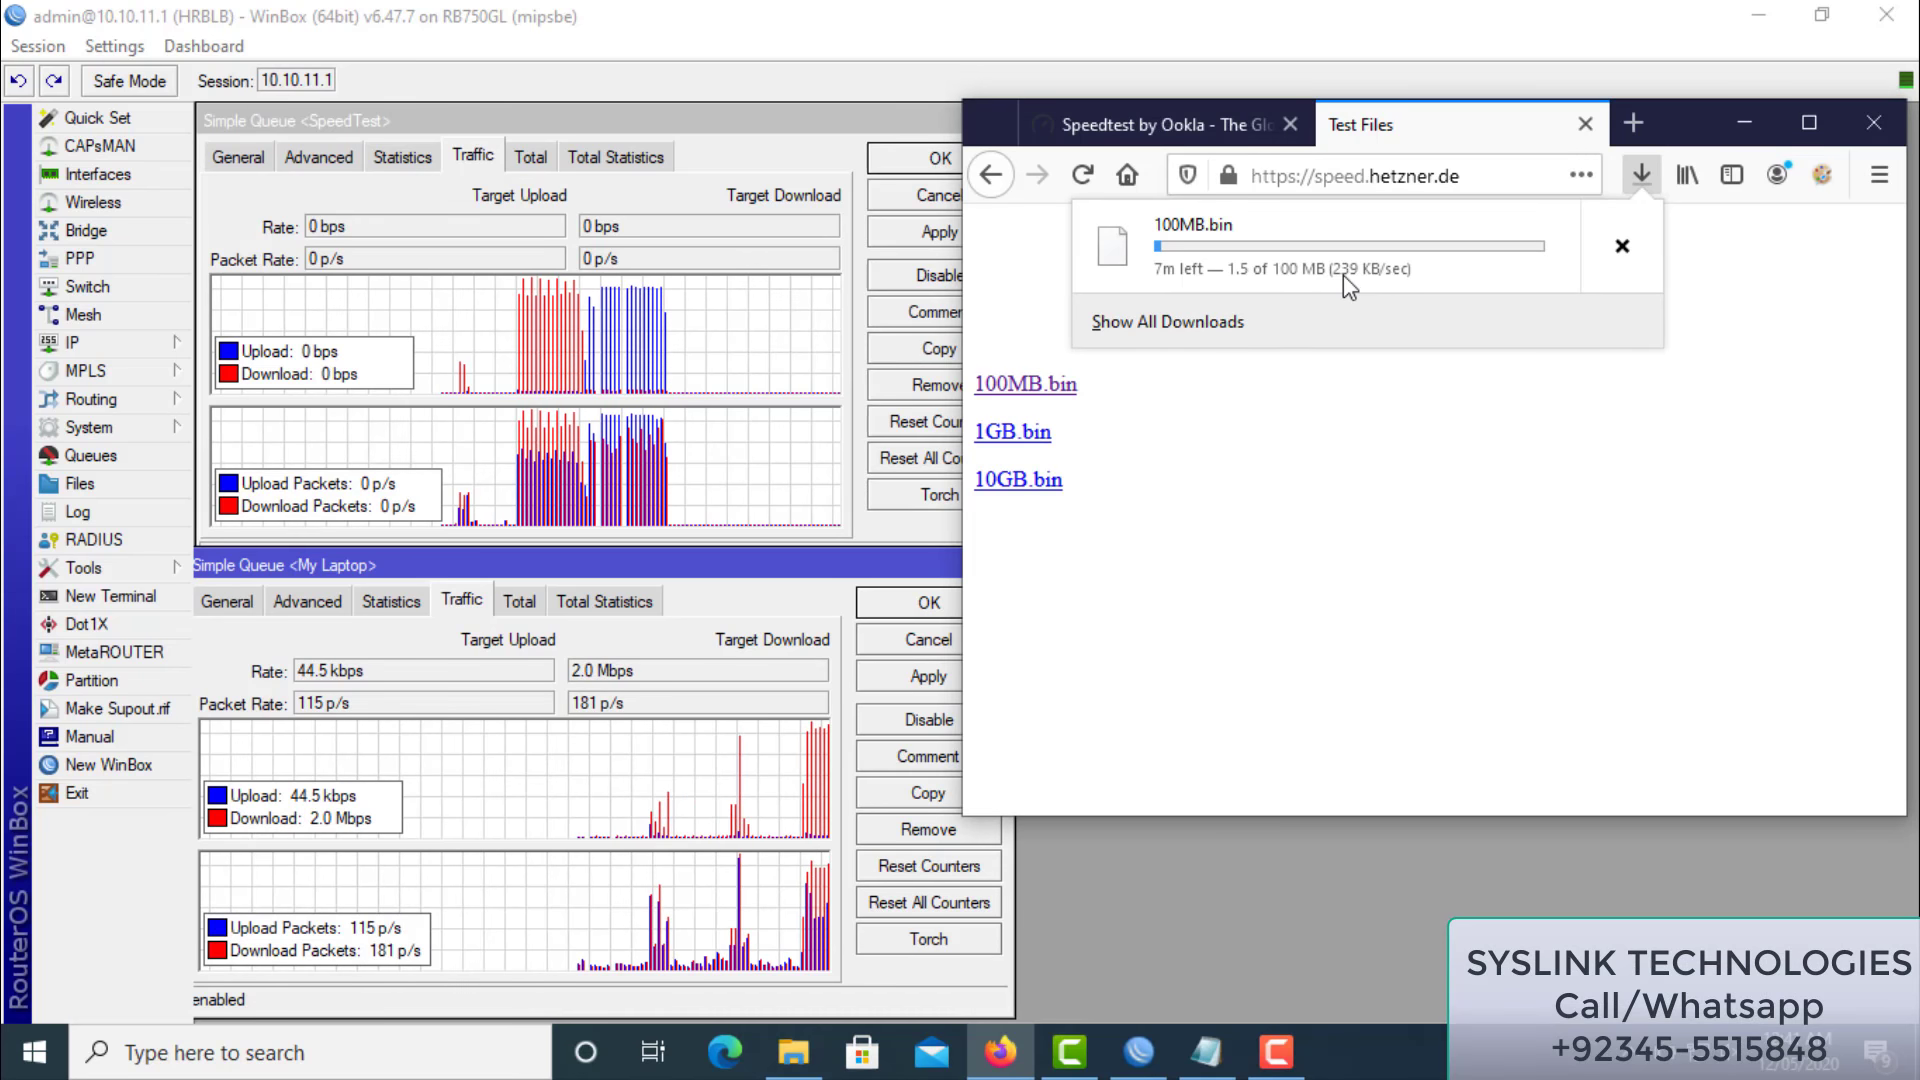 admin@10.10.11.1 (HRBLB) - WinBox (64bit) v6.47.7 on RB750GL (mipsbe)
Session Settings Dashboard
Safe Mode Session: 10.10.11.1
Quick Set
CAPsMAN
Interfaces
Wireless
Bridge
PPP
Switch
Mesh
IP
MPLS
Routing
System
Queues
Files
Log
RADIUS
Tools
New Terminal
Dot1X
MetaROUTER
Partition
Make Supout.rif
Manual
New WinBox
Exit
RouterOS WinBox
Simple Queue <SpeedTest>
General Advanced Statistics Traffic Total Total Statistics
Target Upload Target Download
Rate: 0 bps 0 bps
Packet Rate: 0 p/s 0 p/s
Upload: 0 bps
Download: 0 bps
Upload Packets: 0 p/s
Download Packets: 0 p/s
OK
Cance
Apply
Disable
Commer
Copy
Remove
Reset Cou
Reset All Co
Torch
Simple Queue <My Laptop>
General Advanced Statistics Traffic Total Total Statistics
Target Upload Target Download
Rate: 44.5 kbps 2.0 Mbps
Packet Rate: 115 p/s 181 p/s
Upload: 44.5 kbps
Download: 2.0 Mbps
Upload Packets: 115 p/s
Download Packets: 181 p/s
OK
Cancel
Apply
Disable
Comment
Copy
Remove
Reset Counters
Reset All Counters
Torch
enabled
Speedtest by Ookla - The Glo Test Files
https://speed.hetzner.de
100MB.bin
7m left — 1.5 of 100 MB (239 KB/sec)
Show All Downloads
100MB.bin
1GB.bin
10GB.bin
SYSLINK TECHNOLOGIES
Call/Whatsapp
+92345-5515848
Type here to search
12/05/2020
9